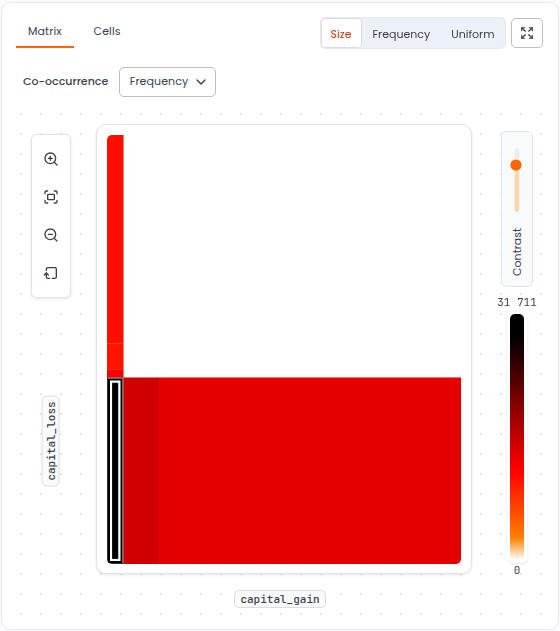 Matrix Cells Size Frequency Uniform
Co-occurrence Frequency
Contrast
31 711
capital_loss
0
capital_gain